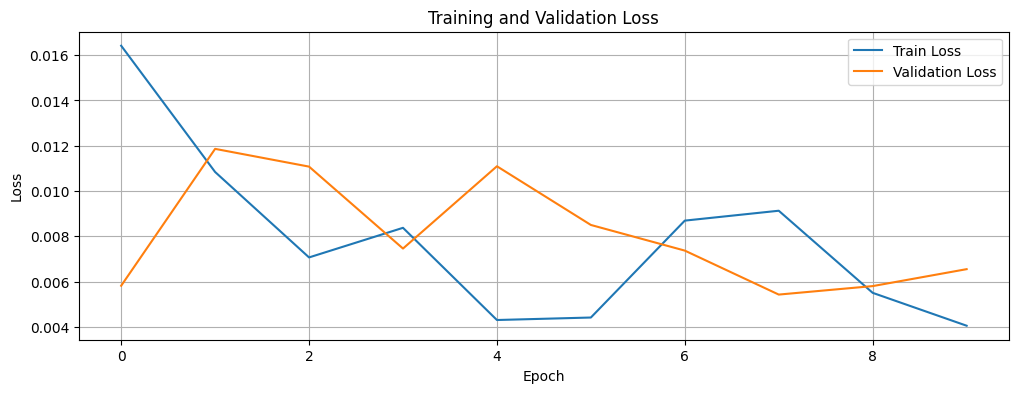 Training and Validation Loss
Train Loss
Validation Loss
0.016
0.014
0.012
0.010
0.008
0.006
0.004
Loss
0 2 4 6 8
Epoch